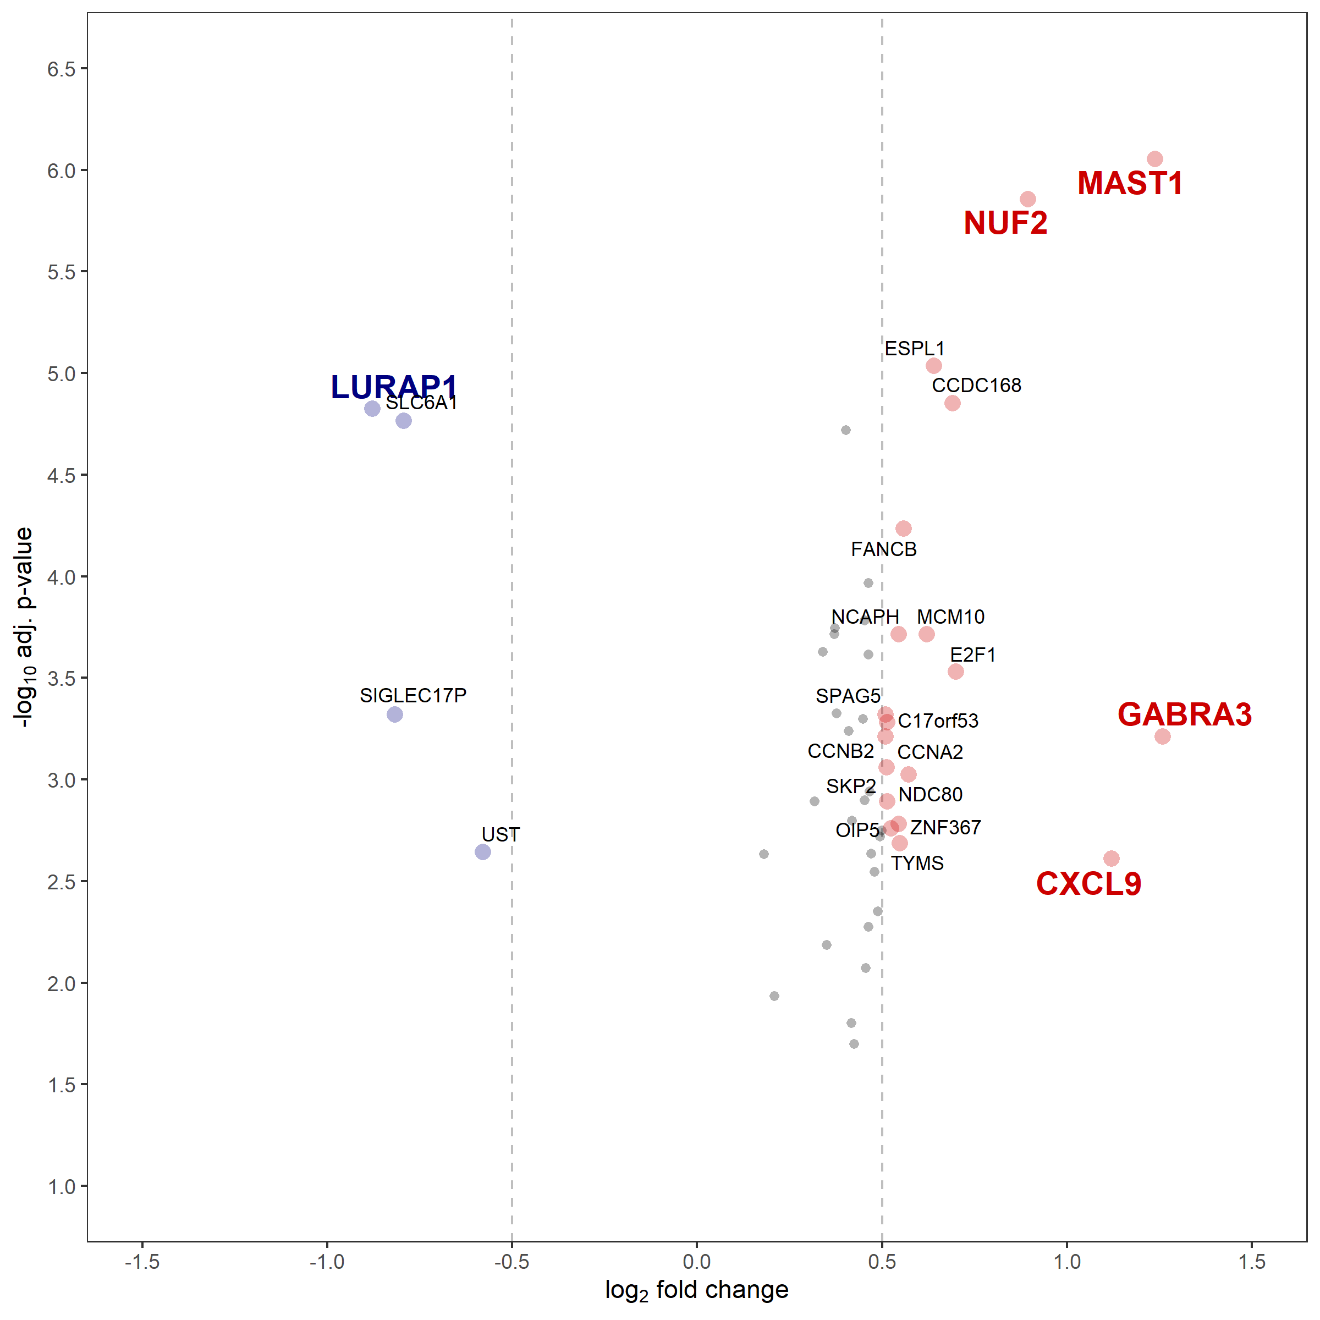 6.5
6.0
5.5
5.0
4.5
4.0
3.5
3.0
2.5
2.0
1.5
1.0
-log10 adj. p-value
MAST1
NUF2
ESPL1
CCDC168
LURAP1
SLC6A1
FANCB
NCAPH
MCM10
E2F1
SIGLEC17P
SPAG5
C17orf53
GABRA3
CCNB2
CCNA2
SKP2
NDC80
OIP5
ZNF367
UST
TYMS
CXCL9
-1.5
-1.0
-0.5
0.0
0.5
1.0
1.5
log2 fold change